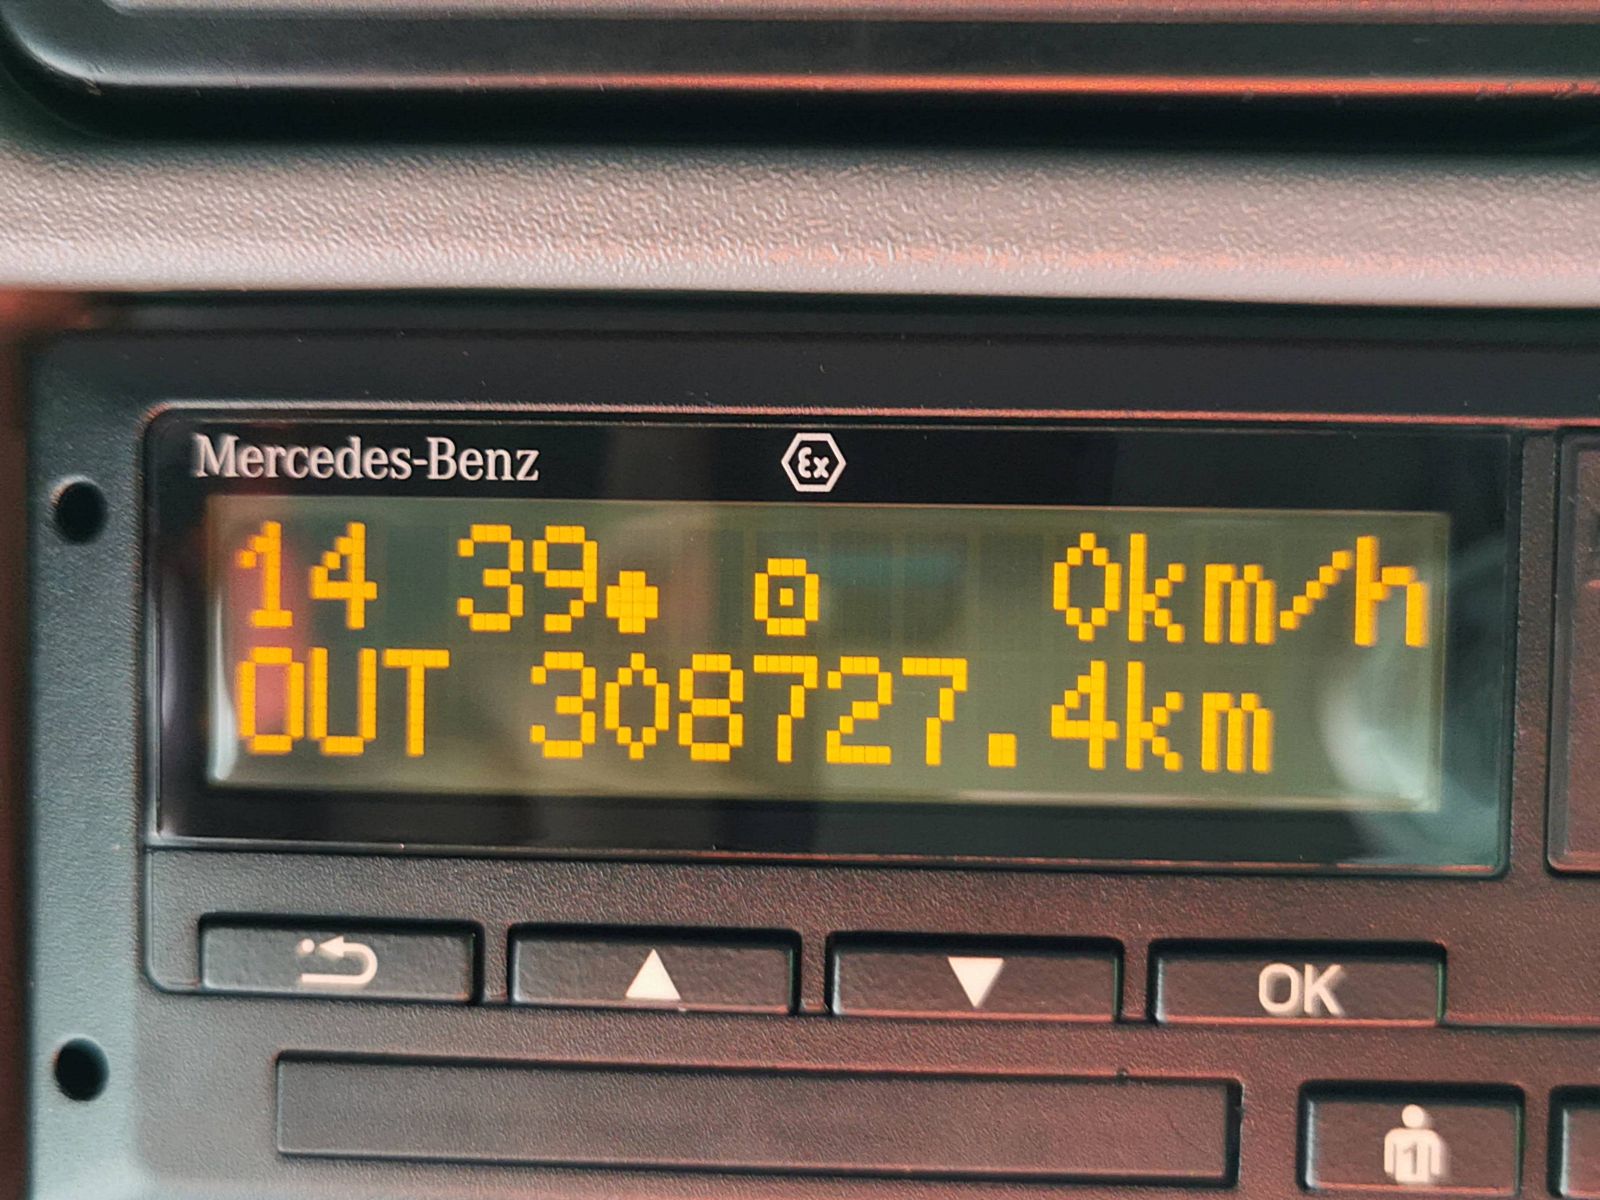 Mercedes-Benz
Ex
14 39 0km/h
OUT 308727.4km
OK
1